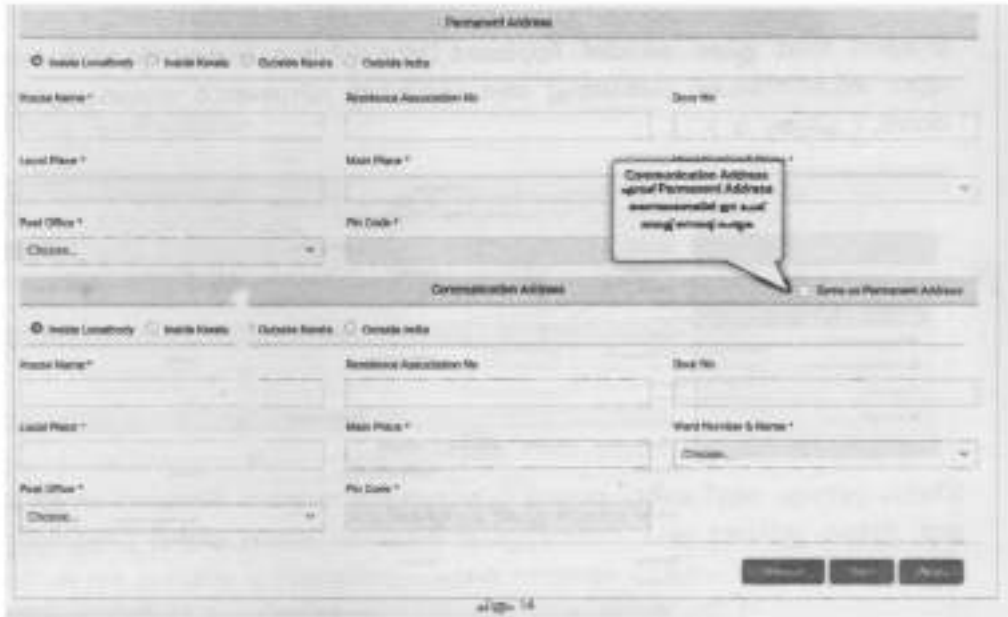 Permanent Address
Inside Localbody Inside Kerala Outside Kerala Outside India
House Name * Residence Association No Door No
Local Place * Main Place *
Communication Address
Permanent Address
Post Office * Pin Code *
Choose...
Communication Address Same as Permanent Address
Inside Localbody Inside Kerala Outside Kerala Outside India
House Name * Residence Association No Door No
Local Place * Main Place * Ward Number & Name *
Choose...
Post Office * Pin Code *
Choose...
14